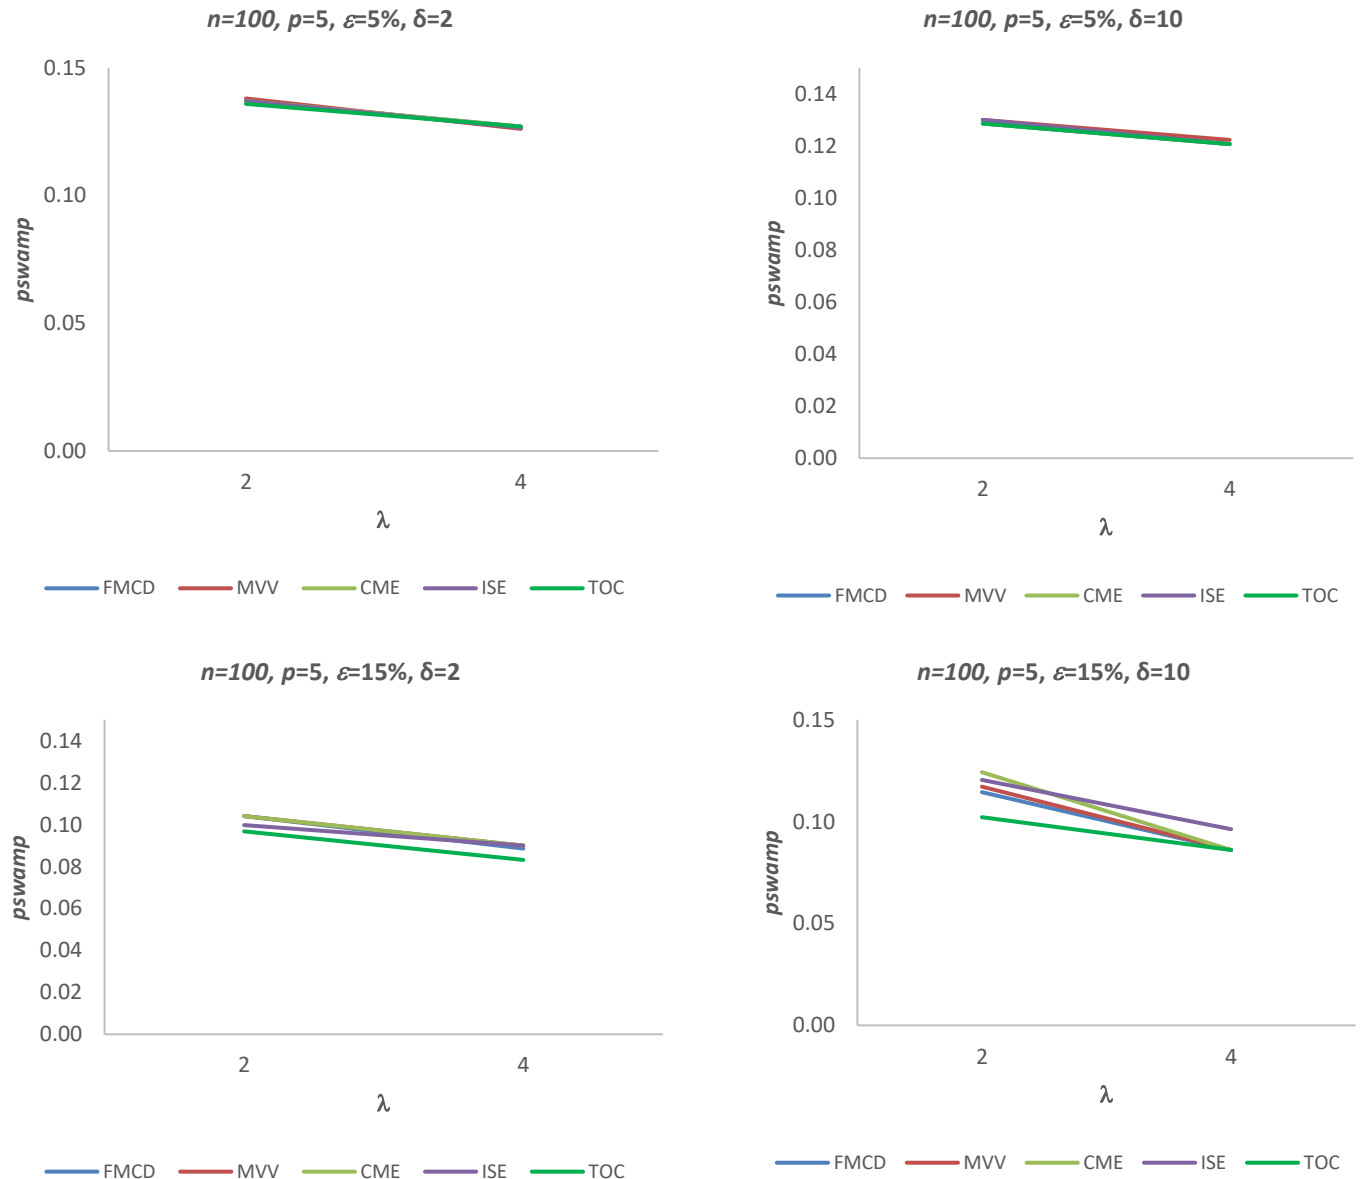 n=100, p=5, ε=5%, δ=2
0.15
0.10
0.05
0.00
pswamp
2 4
λ
FMCD MVV CME ISE TOC
n=100, p=5, ε=5%, δ=10
0.14
0.12
0.10
0.08
0.06
0.04
0.02
0.00
pswamp
2 4
λ
FMCD MVV CME ISE TOC
n=100, p=5, ε=15%, δ=2
0.14
0.12
0.10
0.08
0.06
0.04
0.02
0.00
pswamp
2 4
λ
FMCD MVV CME ISE TOC
n=100, p=5, ε=15%, δ=10
0.15
0.10
0.05
0.00
pswamp
2 4
λ
FMCD MVV CME ISE TOC